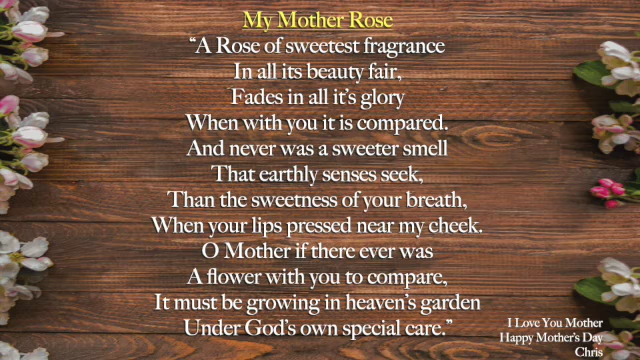 My Mother Rose
“A Rose of sweetest fragrance
In all its beauty fair,
Fades in all it’s glory
When with you it is compared.
And never was a sweeter smell
That earthly senses seek,
Than the sweetness of your breath,
When your lips pressed near my cheek.
O Mother if there ever was
A flower with you to compare,
It must be growing in heaven’s garden
Under God’s own special care.”
I Love You Mother
Happy Mother’s Day
Chris